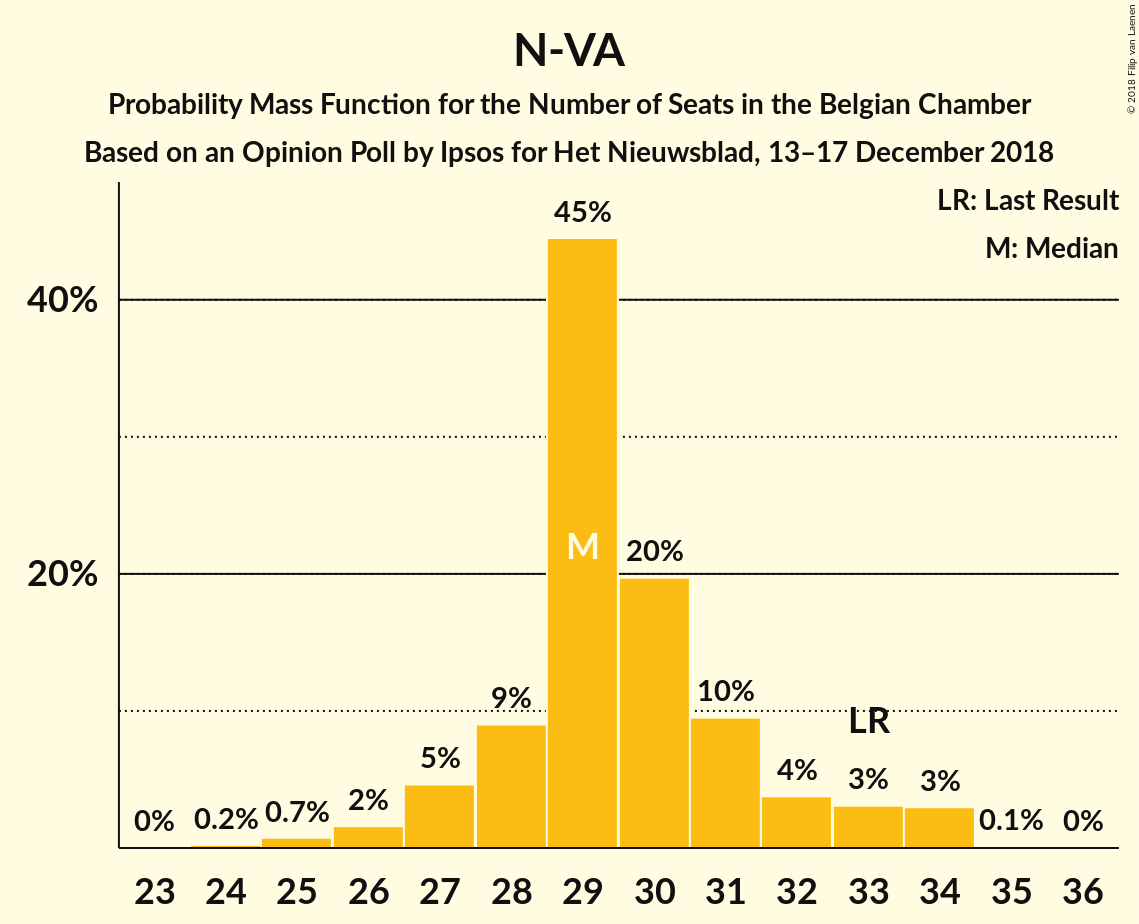 © 2018 Filip van Laenen
N-VA
Probability Mass Function for the Number of Seats in the Belgian Chamber
Based on an Opinion Poll by Ipsos for Het Nieuwsblad, 13–17 December 2018
LR: Last Result
M: Median
45%
40%
M
20%
20%
9%
10%
LR
5%
4%
3%
3%
2%
0.7%
0.2%
0%
0.1%
0%
23 24 25 26 27 28 29 30 31 32 33 34 35 36